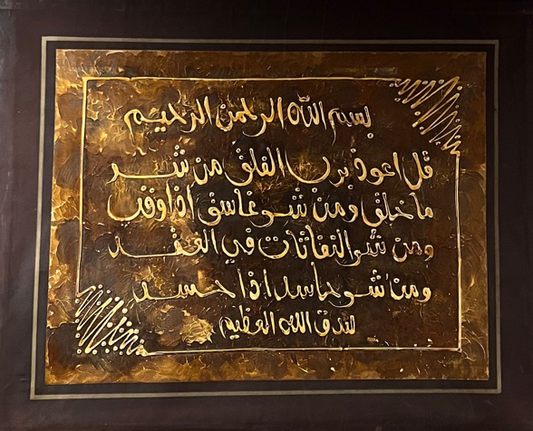 بسم الله الرحمن الرحيم
قل اعوذ برب الفلق من شر
ما خلق ومن شر غاسق اذا وقب
ومن شر النفاثات في العقد
ومن شر حاسد اذا حسد
صدق الله العظيم